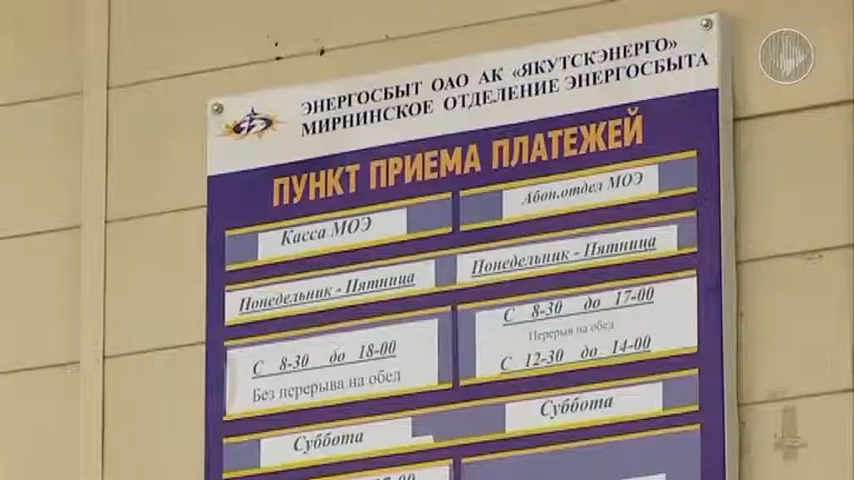 ЭНЕРГОСБЫТ ОАО АК «ЯКУТСКЭНЕРГО»
МИРНИНСКОЕ ОТДЕЛЕНИЕ ЭНЕРГОСБЫТА
ПУНКТ ПРИЕМА ПЛАТЕЖЕЙ
Касса МОЭ
Абон.отдел МОЭ
Понедельник - Пятница
Понедельник - Пятница
С 8-30 до 18-00
Без перерыва на обед
С 8-30 до 17-00
Перерыв на обед
С 12-30 до 14-00
Суббота
Суббота